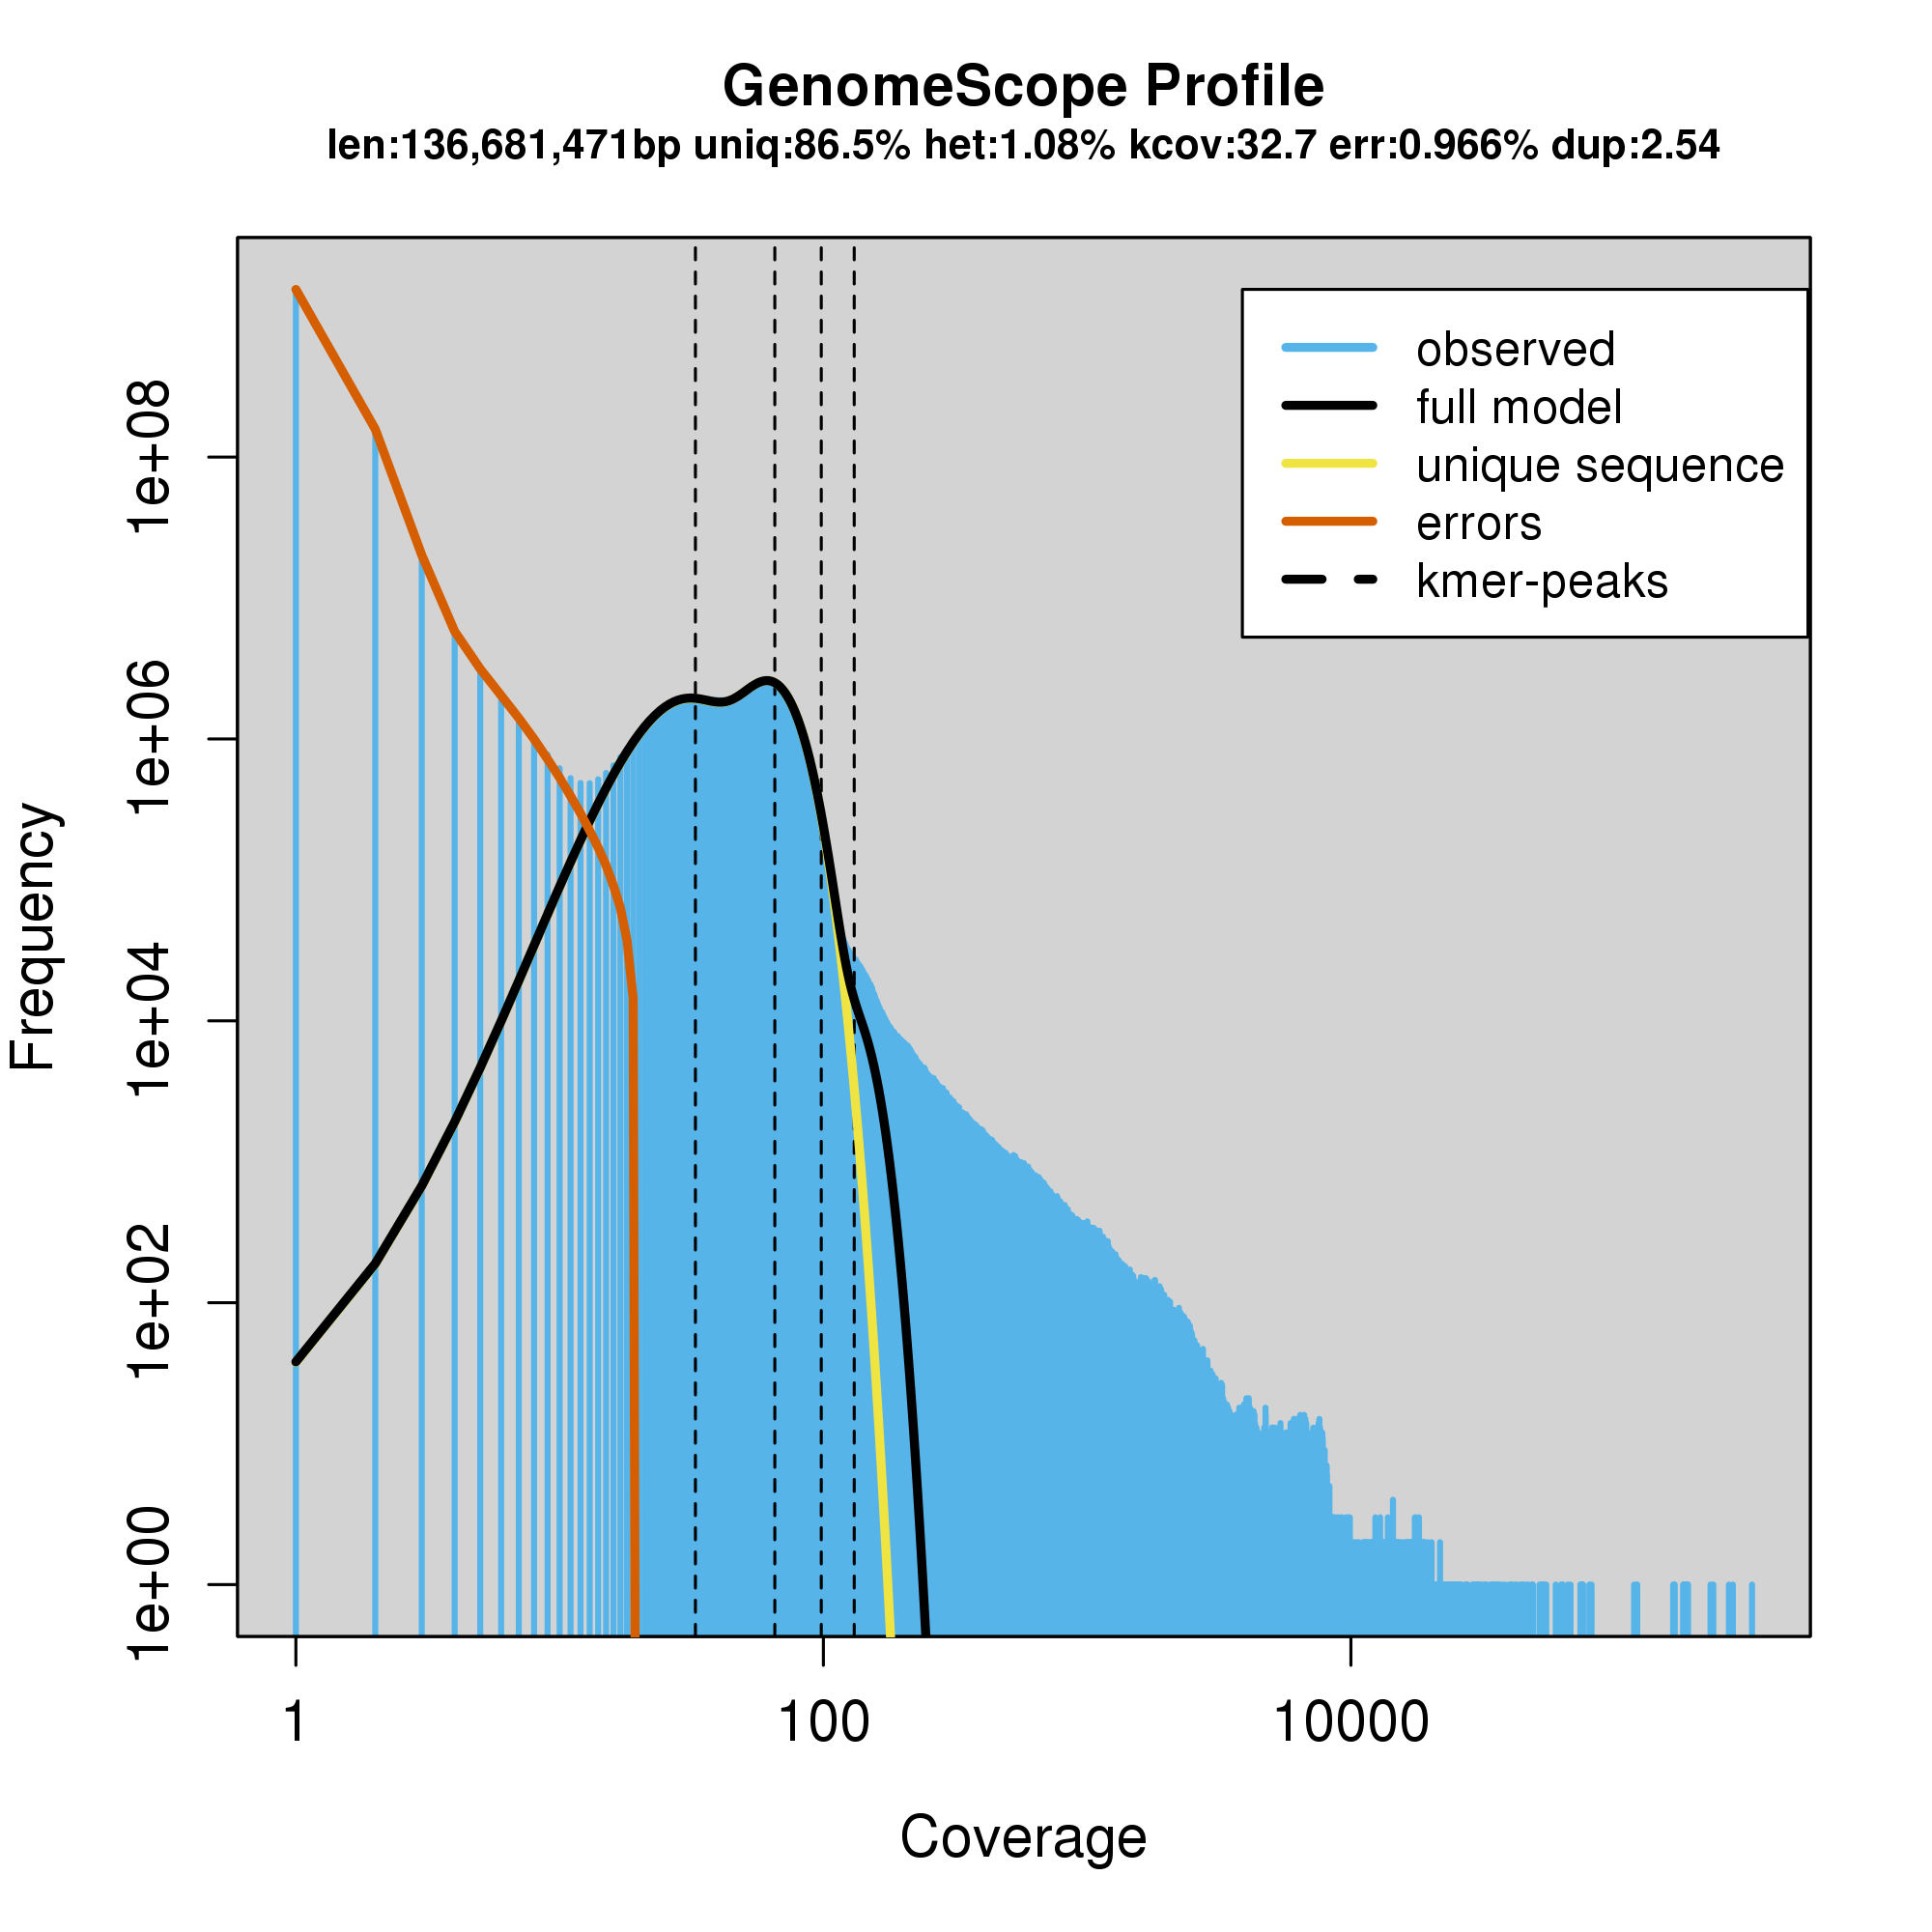 GenomeScope Profile
len:136,681,471bp uniq:86.5% het:1.08% kcov:32.7 err:0.966% dup:2.54
observed
full model
unique sequence
errors
kmer-peaks
Frequency
1e+08
1e+06
1e+04
1e+02
1e+00
1 100 10000
Coverage